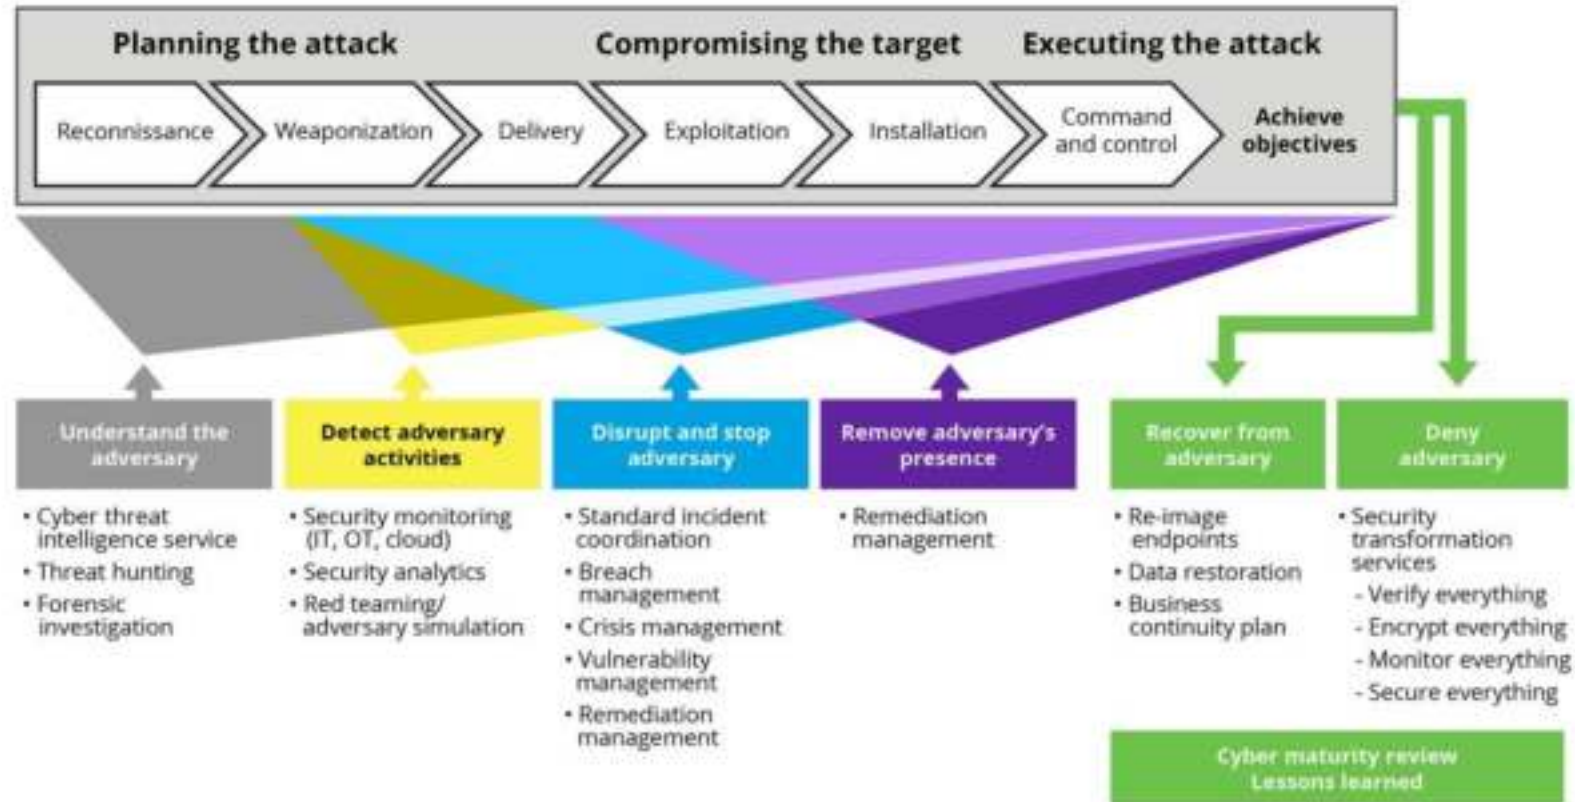 Planning the attack
Compromising the target
Executing the attack
Reconnissance
Weaponization
Delivery
Exploitation
Installation
Command
and control
Achieve
objectives
Understand the
adversary
• Cyber threat
intelligence service
• Threat hunting
• Forensic
investigation
Detect adversary
activities
• Security monitoring
(IT, OT, cloud)
• Security analytics
• Red teaming/
adversary simulation
Disrupt and stop
adversary
• Standard incident
coordination
• Breach
management
• Crisis management
• Vulnerability
management
• Remediation
management
Remove adversary's
presence
• Remediation
management
Recover from
adversary
• Re-image
endpoints
• Data restoration
• Business
continuity plan
Deny
adversary
• Security
transformation
services
- Verify everything
- Encrypt everything
- Monitor everything
- Secure everything
Cyber maturity review
Lessons learned